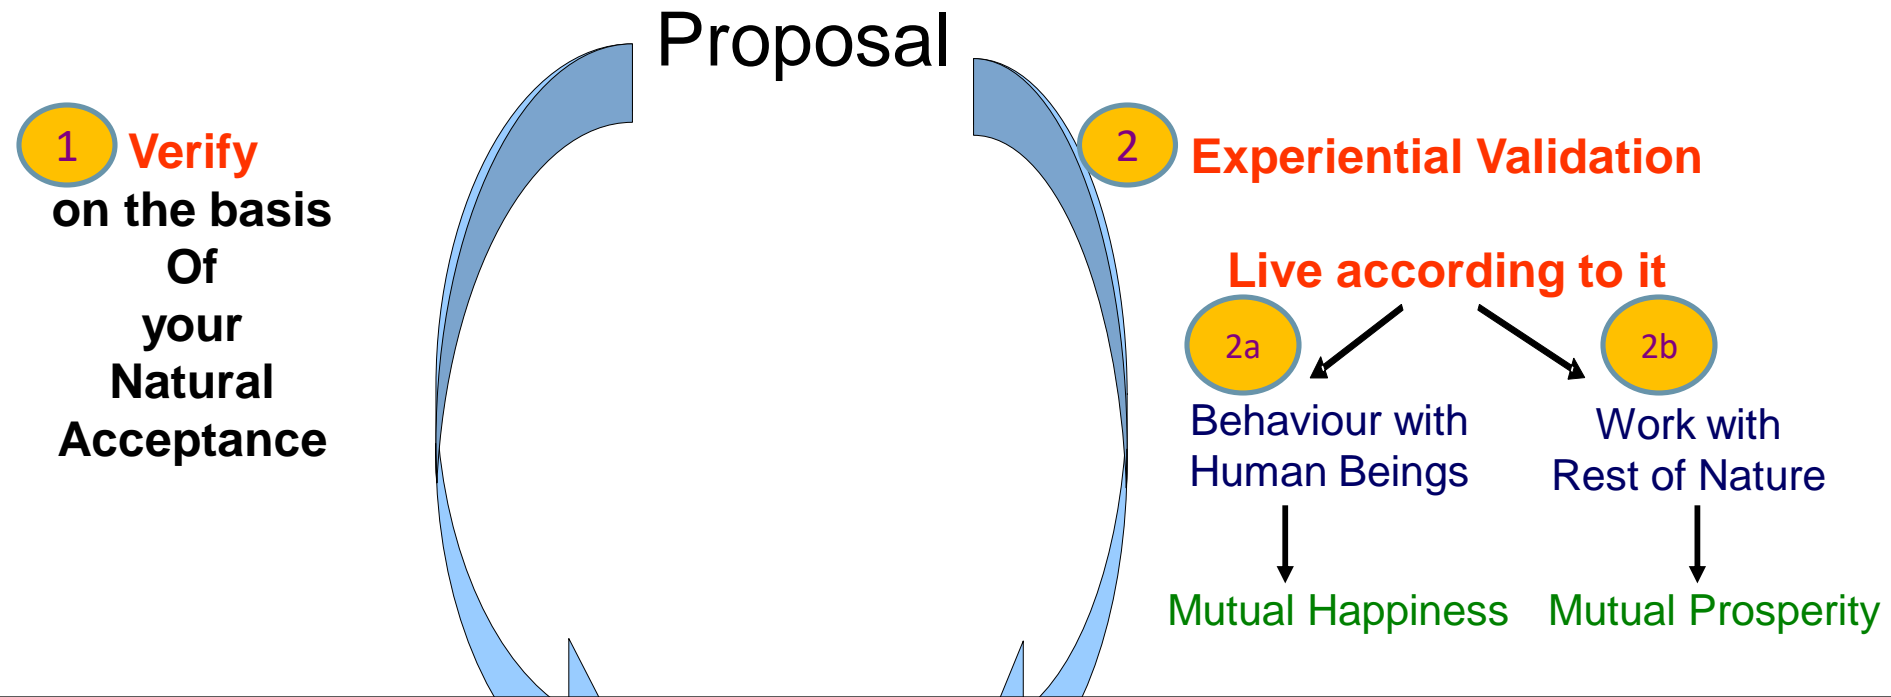 Proposal
1 Verify
on the basis
Of
your
Natural
Acceptance
2 Experiential Validation
Live according to it
2a
Behaviour with
Human Beings
Mutual Happiness
2b
Work with
Rest of Nature
Mutual Prosperity